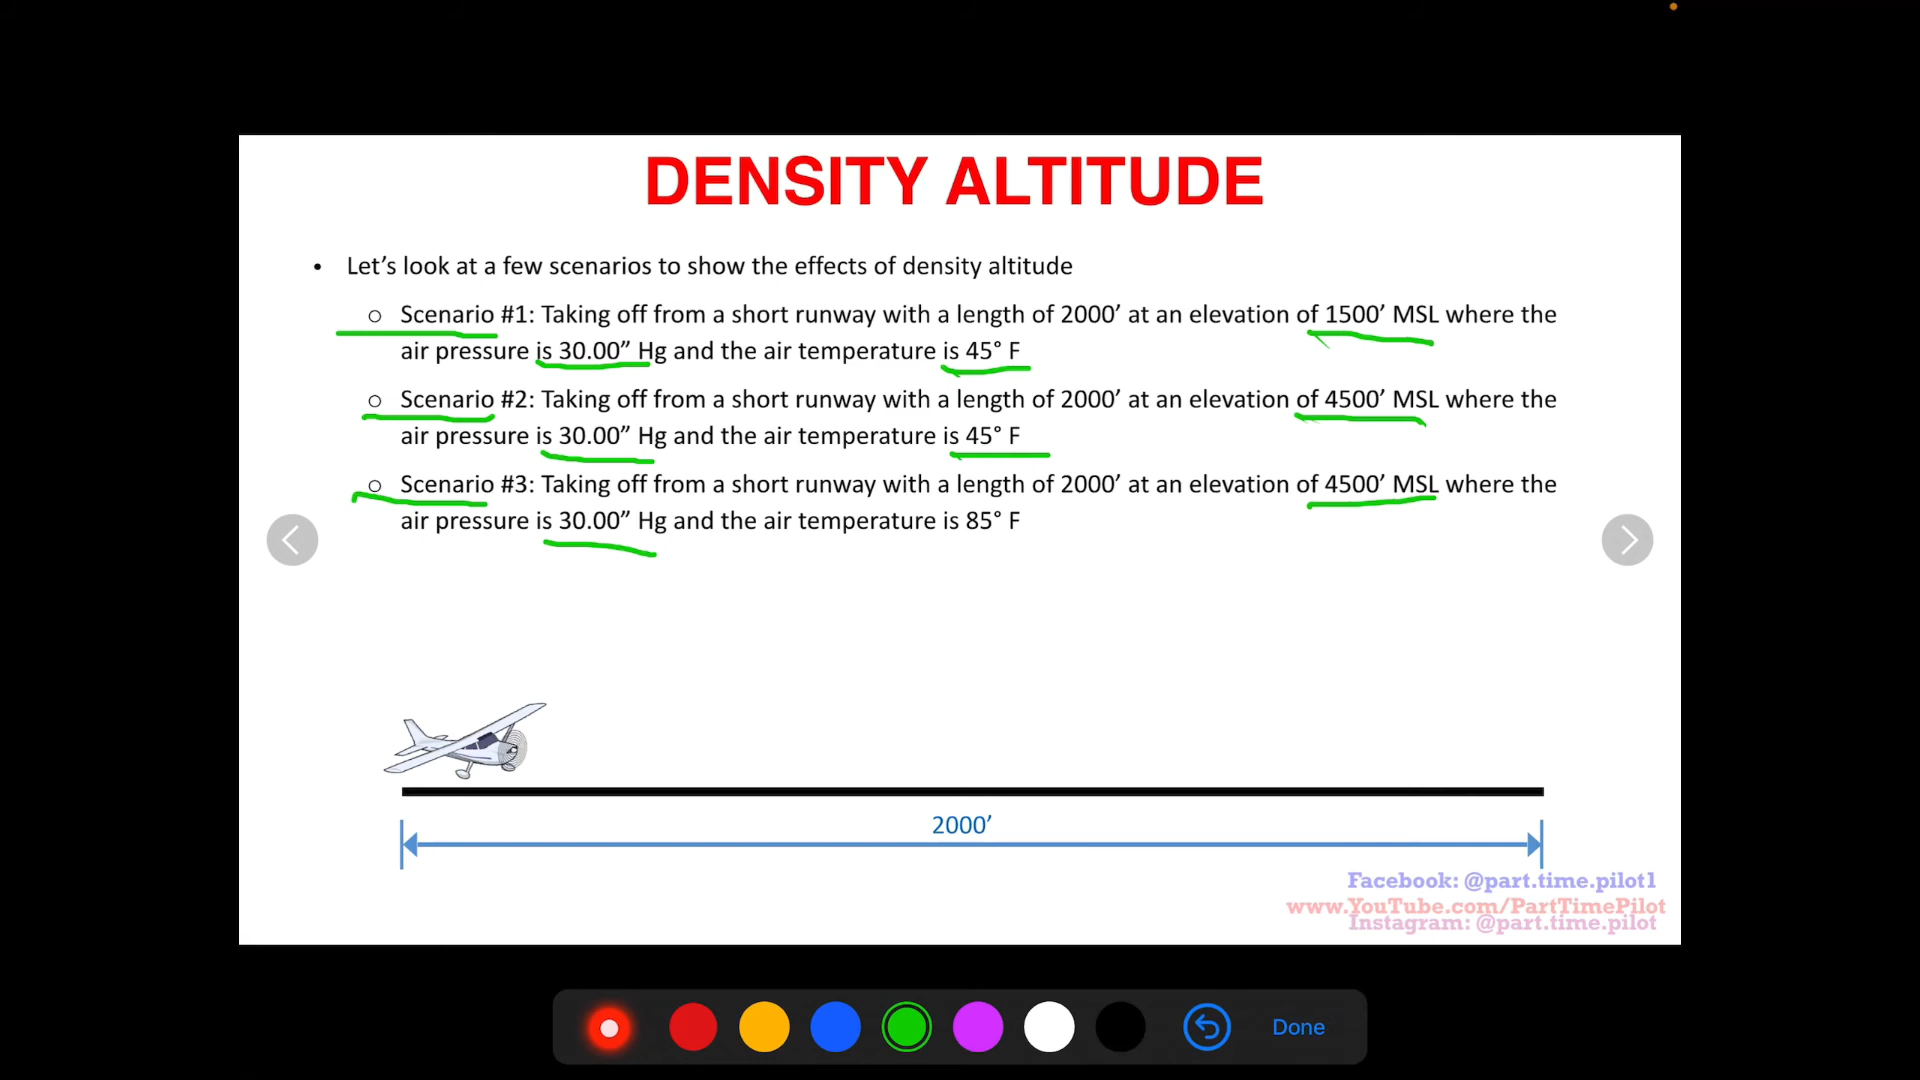 DENSITY ALTITUDE
• Let’s look at a few scenarios to show the effects of density altitude
○ Scenario #1: Taking off from a short runway with a length of 2000’ at an elevation of 1500’ MSL where the
air pressure is 30.00” Hg and the air temperature is 45° F
○ Scenario #2: Taking off from a short runway with a length of 2000’ at an elevation of 4500’ MSL where the
air pressure is 30.00” Hg and the air temperature is 45° F
○ Scenario #3: Taking off from a short runway with a length of 2000’ at an elevation of 4500’ MSL where the
air pressure is 30.00” Hg and the air temperature is 85° F
2000’
Facebook: @part.time.pilot1
www.YouTube.com/PartTimePilot
Instagram: @part.time.pilot
Done